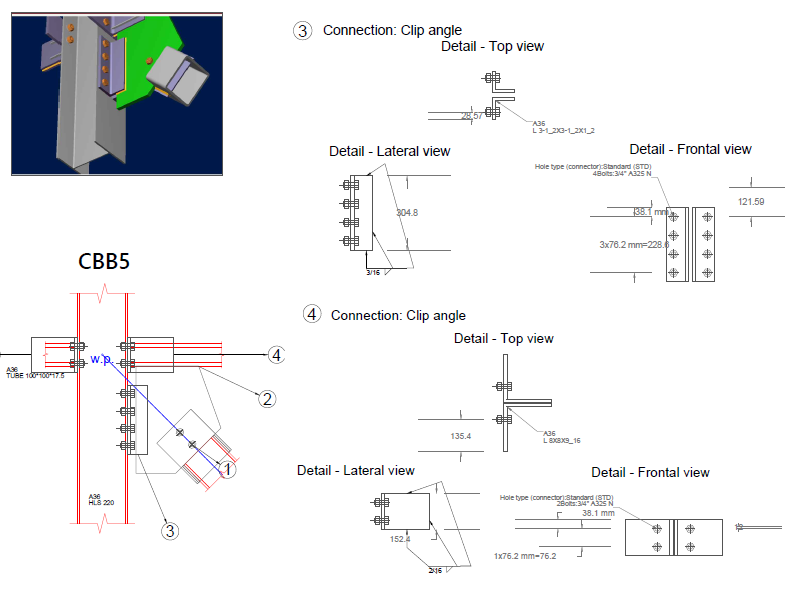 3 Connection: Clip angle
Detail - Top view
28.57
A36
L 3-1_2X3-1_2X1_2
Detail - Lateral view
304.8
3/16
Detail - Frontal view
Hole type (connector):Standard (STD)
4Bolts:3/4" A325 N
38.1 mm
121.59
3x76.2 mm=228.6
CBB5
w.p.
A36
TUBE 100*100*17.5
4
2
1
A36
HLS 220
3
4 Connection: Clip angle
Detail - Top view
135.4
A36
L 8X8X9_16
Detail - Lateral view
152.4
2/16
Detail - Frontal view
Hole type (connector):Standard (STD)
2Bolts:3/4" A325 N
38.1 mm
1x76.2 mm=76.2